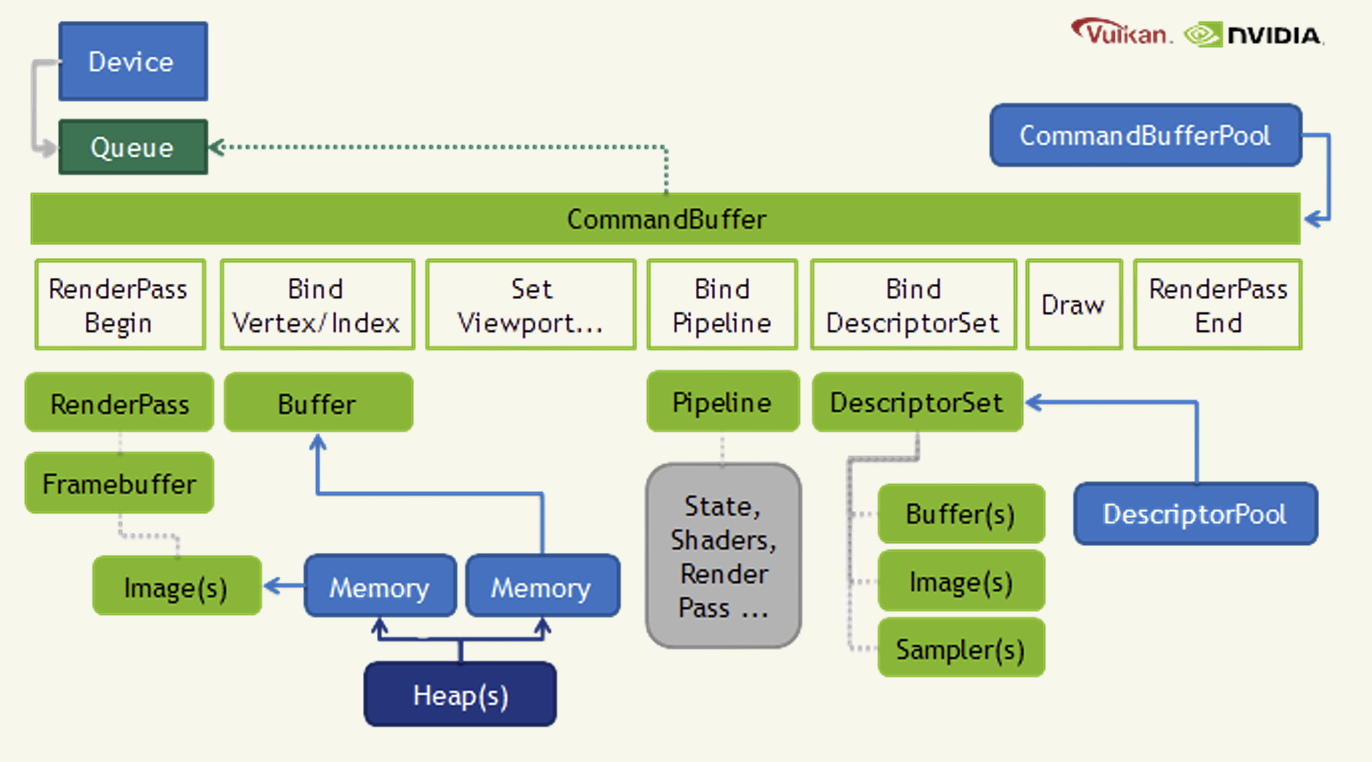 Device
Vulkan.
NVIDIA.
Queue
CommandBufferPool
CommandBuffer
RenderPass
Begin
Bind
Vertex/Index
Set
Viewport...
Bind
Pipeline
Bind
DescriptorSet
Draw
RenderPass
End
RenderPass
Buffer
Pipeline
DescriptorSet
Framebuffer
State,
Shaders,
Render
Pass ...
Buffer(s)
DescriptorPool
Image(s)
Memory
Memory
Image(s)
Sampler(s)
Heap(s)